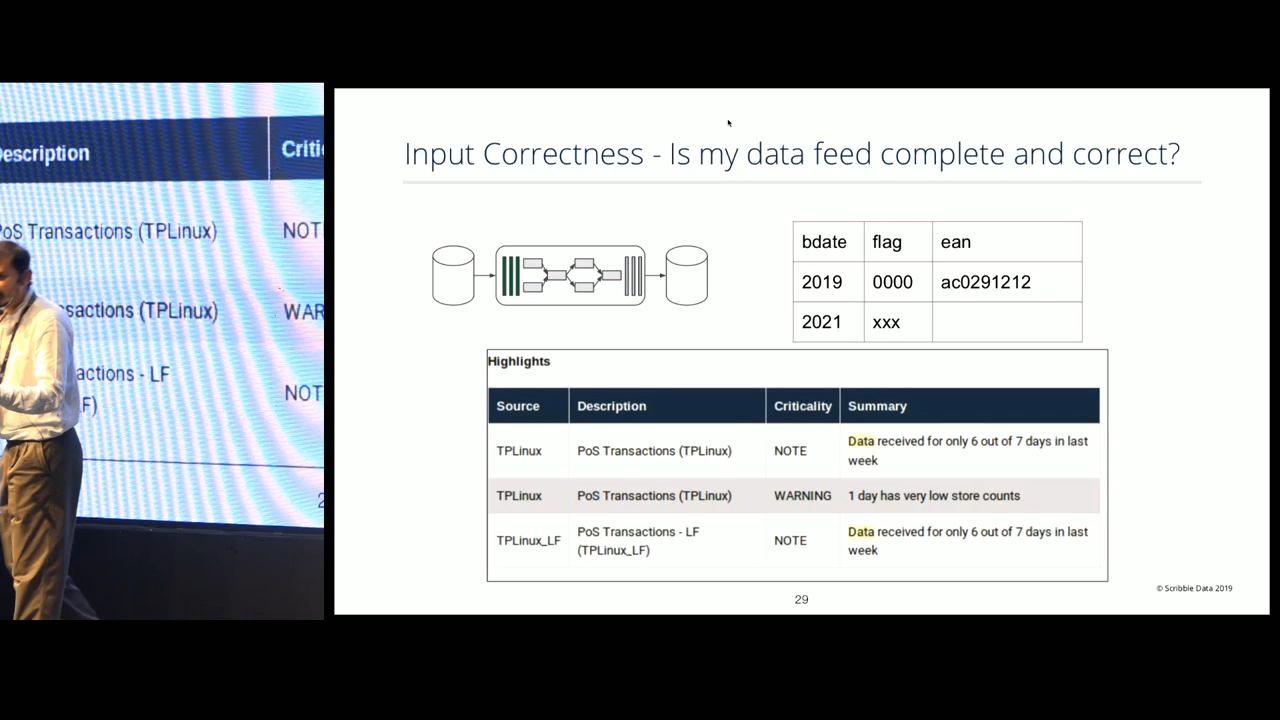 escription
Criti
PoS Transactions (TPLinux)
NOT
sactions (TPLinux)
WAR
actions - LF
F)
NOT
2
Input Correctness - Is my data feed complete and correct?
bdate flag ean
2019 0000 ac0291212
2021 xxx
Highlights
Source Description Criticality Summary
TPLinux PoS Transactions (TPLinux) NOTE Data received for only 6 out of 7 days in last
week
TPLinux PoS Transactions (TPLinux) WARNING 1 day has very low store counts
TPLinux_LF PoS Transactions - LF
(TPLinux_LF) NOTE Data received for only 6 out of 7 days in last
week
© Scribble Data 2019
29